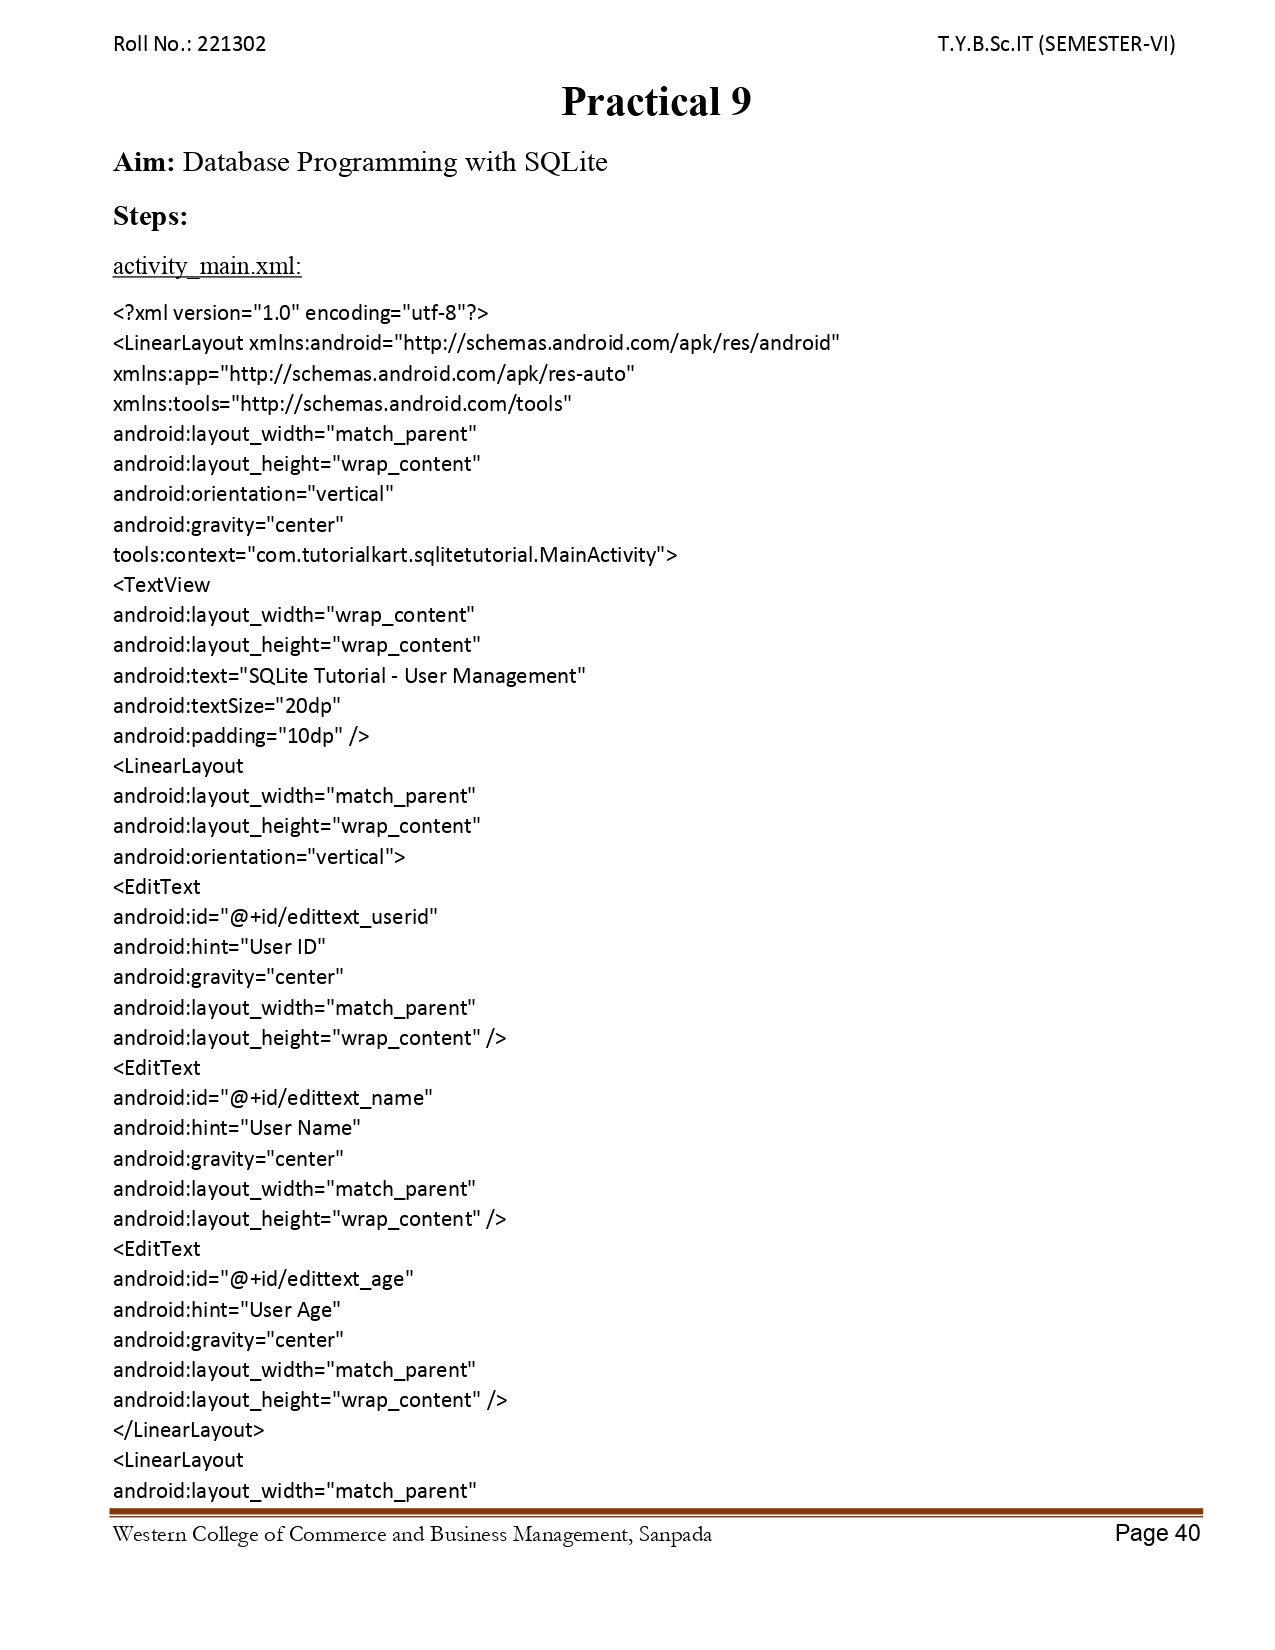 Roll No.: 221302 T.Y.B.Sc.IT (SEMESTER-VI)
Practical 9
Aim: Database Programming with SQLite
Steps:
activity_main.xml:
<?xml version="1.0" encoding="utf-8"?>
<LinearLayout xmlns:android="http://schemas.android.com/apk/res/android"
xmlns:app="http://schemas.android.com/apk/res-auto"
xmlns:tools="http://schemas.android.com/tools"
android:layout_width="match_parent"
android:layout_height="wrap_content"
android:orientation="vertical"
android:gravity="center"
tools:context="com.tutorialkart.sqlitetutorial.MainActivity">
<TextView
android:layout_width="wrap_content"
android:layout_height="wrap_content"
android:text="SQLite Tutorial - User Management"
android:textSize="20dp"
android:padding="10dp" />
<LinearLayout
android:layout_width="match_parent"
android:layout_height="wrap_content"
android:orientation="vertical">
<EditText
android:id="@+id/edittext_userid"
android:hint="User ID"
android:gravity="center"
android:layout_width="match_parent"
android:layout_height="wrap_content" />
<EditText
android:id="@+id/edittext_name"
android:hint="User Name"
android:gravity="center"
android:layout_width="match_parent"
android:layout_height="wrap_content" />
<EditText
android:id="@+id/edittext_age"
android:hint="User Age"
android:gravity="center"
android:layout_width="match_parent"
android:layout_height="wrap_content" />
</LinearLayout>
<LinearLayout
android:layout_width="match_parent"
Western College of Commerce and Business Management, Sanpada Page 40